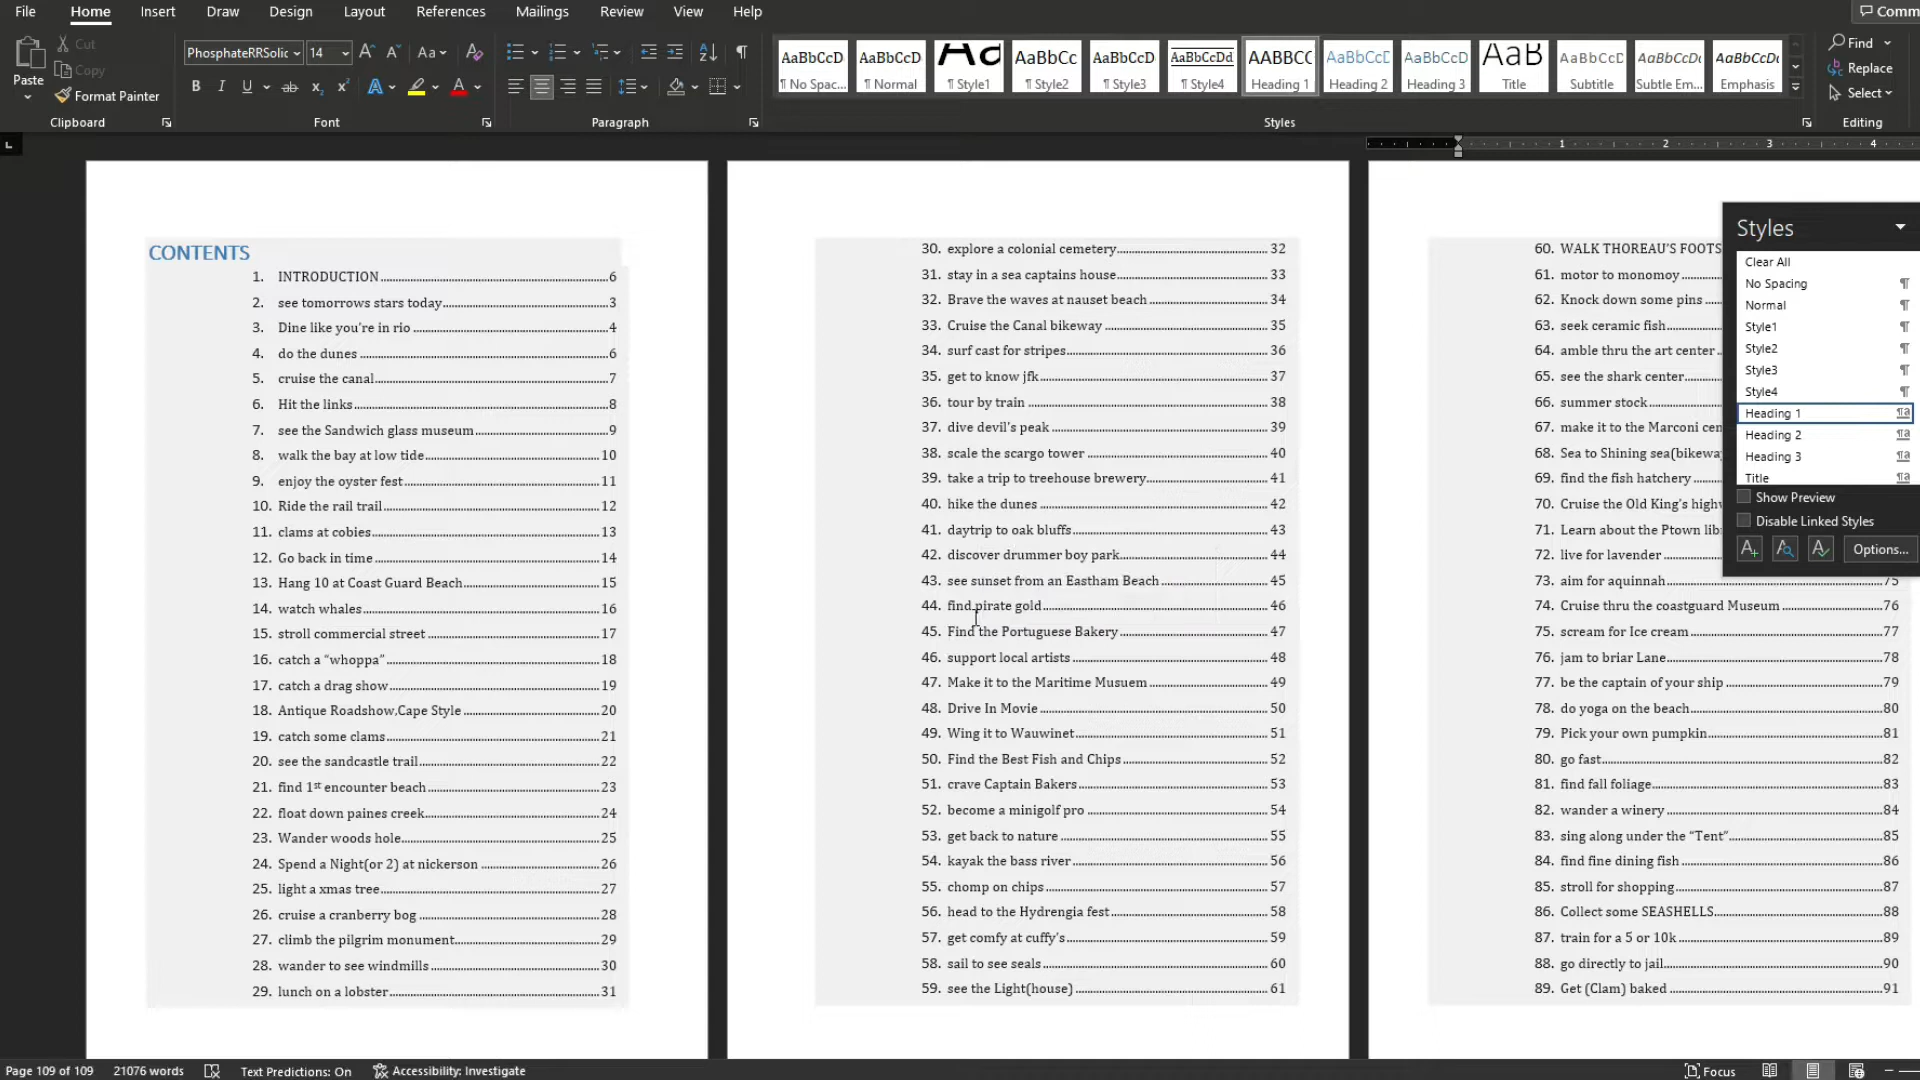 File Home Insert Draw Design Layout References Mailings Review View Help
Paste
Cut
Copy
Format Painter
Clipboard
PhosphateRRSolic 14
Font
Paragraph
AaBbCcD AaBbCcD AaBbCc AaBbCcD AaBbCcDd AABBCC AaBbCcD AaBbCcD AaB AaBbCcD
¶ No Spac... ¶ Normal ¶ Style1 ¶ Style2 ¶ Style3 ¶ Style4 Heading 1 Heading 2 Heading 3 Title Subtitle Subtle Em... Emphasis
Styles
Find
Replace
Select
Editing
1 2 3 4
CONTENTS
1. INTRODUCTION 6
2. see tomorrows stars today 3
3. Dine like you're in rio 4
4. do the dunes 6
5. cruise the canal 7
6. Hit the links 8
7. see the Sandwich glass museum 9
8. walk the bay at low tide 10
9. enjoy the oyster fest 11
10. Ride the rail trail 12
11. clams at cobies 13
12. Go back in time 14
13. Hang 10 at Coast Guard Beach 15
14. watch whales 16
15. stroll commercial street 17
16. catch a “whoppa” 18
17. catch a drag show 19
18. Antique Roadshow,Cape Style 20
19. catch some clams 21
20. see the sandcastle trail 22
21. find 1st encounter beach 23
22. float down paines creek 24
23. Wander woods hole 25
24. Spend a Night(or 2) at nickerson 26
25. light a xmas tree 27
26. cruise a cranberry bog 28
27. climb the pilgrim monument 29
28. wander to see windmills 30
29. lunch on a lobster 31
30. explore a colonial cemetery 32
31. stay in a sea captains house 33
32. Brave the waves at nauset beach 34
33. Cruise the Canal bikeway 35
34. surf cast for stripes 36
35. get to know jfk 37
36. tour by train 38
37. dive devil's peak 39
38. scale the scargo tower 40
39. take a trip to treehouse brewery 41
40. hike the dunes 42
41. daytrip to oak bluffs 43
42. discover drummer boy park 44
43. see sunset from an Eastham Beach 45
44. find pirate gold 46
45. Find the Portuguese Bakery 47
46. support local artists 48
47. Make it to the Maritime Musuem 49
48. Drive In Movie 50
49. Wing it to Wauwinet 51
50. Find the Best Fish and Chips 52
51. crave Captain Bakers 53
52. become a minigolf pro 54
53. get back to nature 55
54. kayak the bass river 56
55. chomp on chips 57
56. head to the Hydrengia fest 58
57. get comfy at cuffy's 59
58. sail to see seals 60
59. see the Light(house) 61
60. WALK THOREAU'S FOOTS
61. motor to monomoy
62. Knock down some pins
63. seek ceramic fish
64. amble thru the art center
65. see the shark center
66. summer stock
67. make it to the Marconi cen
68. Sea to Shining sea(bikeway
69. find the fish hatchery
70. Cruise the Old King's highw
71. Learn about the Ptown lib
72. live for lavender
73. aim for aquinnah 75
74. Cruise thru the coastguard Museum 76
75. scream for Ice cream 77
76. jam to briar Lane 78
77. be the captain of your ship 79
78. do yoga on the beach 80
79. Pick your own pumpkin 81
80. go fast 82
81. find fall foliage 83
82. wander a winery 84
83. sing along under the “Tent” 85
84. find fine dining fish 86
85. stroll for shopping 87
86. Collect some SEASHELLS 88
87. train for a 5 or 10k 89
88. go directly to jail 90
89. Get (Clam) baked 91
Styles
Clear All
No Spacing
Normal
Style1
Style2
Style3
Style4
Heading 1
Heading 2
Heading 3
Title
Show Preview
Disable Linked Styles
Options...
Page 109 of 109 21076 words Text Predictions: On Accessibility: Investigate Focus